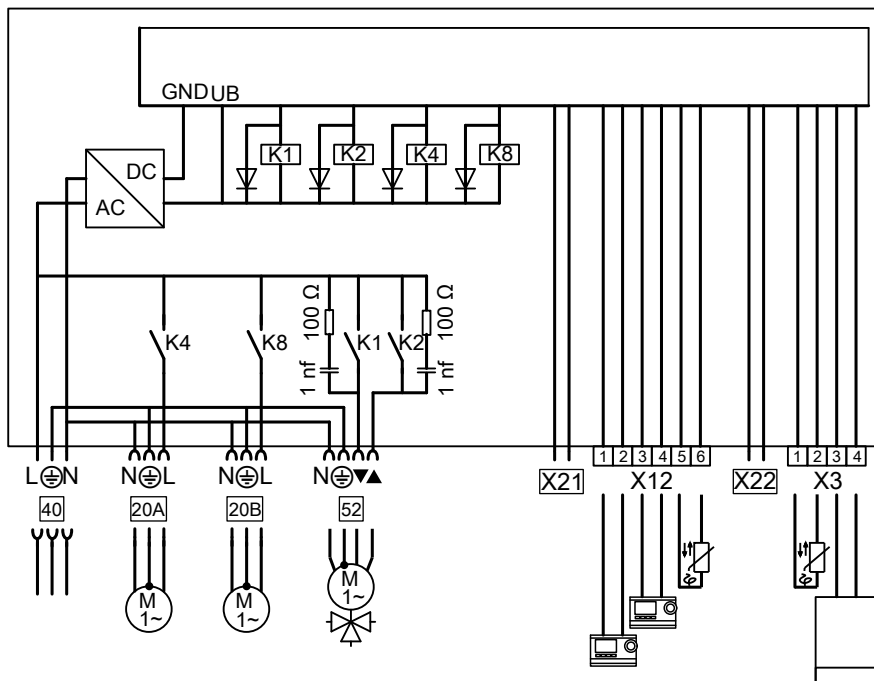 GND UB
K1 K2 K4 K8
DC
AC
100 Ω 100 Ω
K4 K8 K1 K2
1 nf 1 nf
1 2 3 4 5 6 1 2 3 4
L N N L N L N ▼▲ X21 X12 X22 X3
40 20A 20B 52
ϑ ϑ
M M M
1~ 1~ 1~